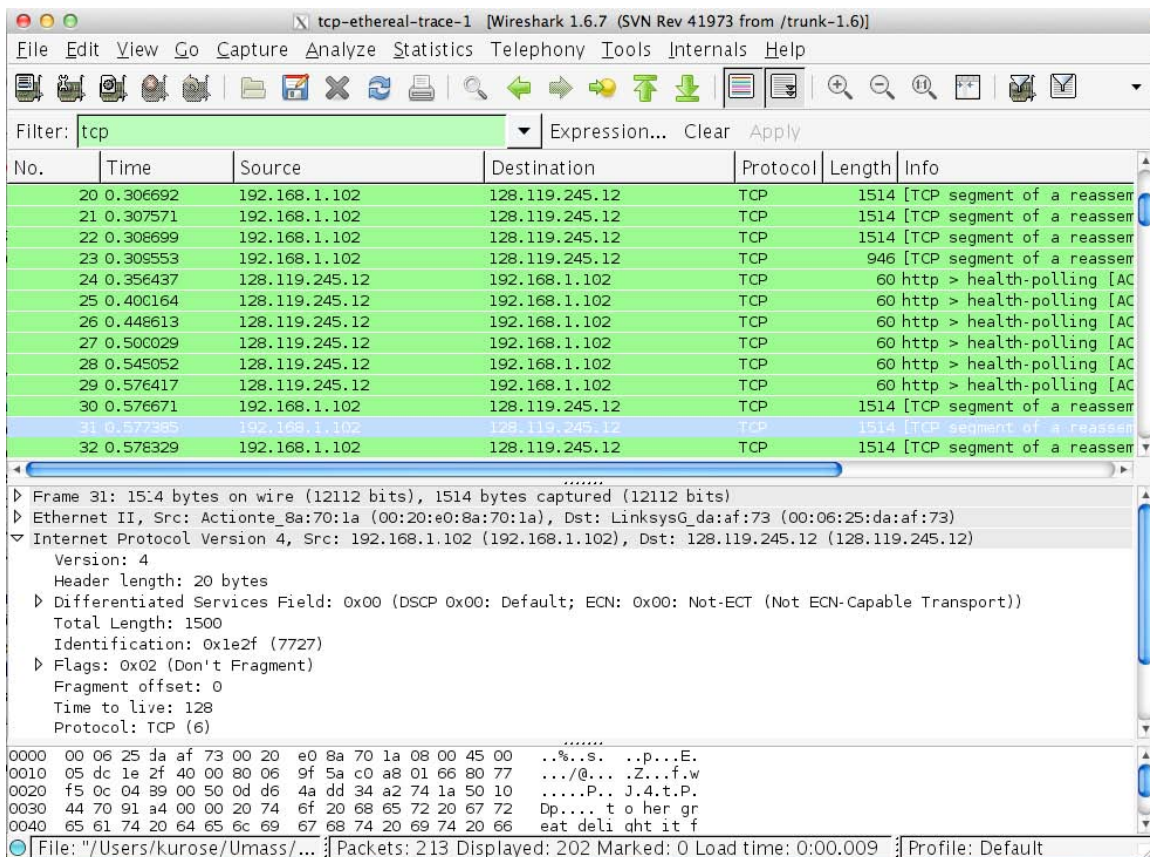 tcp-ethereal-trace-1 [Wireshark 1.6.7 (SVN Rev 41973 from /trunk-1.6)]
File Edit View Go Capture Analyze Statistics Telephony Tools Internals Help
Filter: tcp Expression... Clear Apply
No. Time Source Destination Protocol Length Info
20 0.306692 192.168.1.102 128.119.245.12 TCP 1514 [TCP segment of a reassem
21 0.307571 192.168.1.102 128.119.245.12 TCP 1514 [TCP segment of a reassem
22 0.308699 192.168.1.102 128.119.245.12 TCP 1514 [TCP segment of a reassem
23 0.309553 192.168.1.102 128.119.245.12 TCP 946 [TCP segment of a reassem
24 0.356437 128.119.245.12 192.168.1.102 TCP 60 http > health-polling [AC
25 0.400164 128.119.245.12 192.168.1.102 TCP 60 http > health-polling [AC
26 0.448613 128.119.245.12 192.168.1.102 TCP 60 http > health-polling [AC
27 0.500029 128.119.245.12 192.168.1.102 TCP 60 http > health-polling [AC
28 0.545052 128.119.245.12 192.168.1.102 TCP 60 http > health-polling [AC
29 0.576417 128.119.245.12 192.168.1.102 TCP 60 http > health-polling [AC
30 0.576671 192.168.1.102 128.119.245.12 TCP 1514 [TCP segment of a reassem
31 0.577385 192.168.1.102 128.119.245.12 TCP 1514 [TCP segment of a reassem
32 0.578329 192.168.1.102 128.119.245.12 TCP 1514 [TCP segment of a reassem
Frame 31: 1514 bytes on wire (12112 bits), 1514 bytes captured (12112 bits)
Ethernet II, Src: Actionte_8a:70:1a (00:20:e0:8a:70:1a), Dst: LinksysG_da:af:73 (00:06:25:da:af:73)
Internet Protocol Version 4, Src: 192.168.1.102 (192.168.1.102), Dst: 128.119.245.12 (128.119.245.12)
Version: 4
Header length: 20 bytes
Differentiated Services Field: 0x00 (DSCP 0x00: Default; ECN: 0x00: Not-ECT (Not ECN-Capable Transport))
Total Length: 1500
Identification: 0x1e2f (7727)
Flags: 0x02 (Don't Fragment)
Fragment offset: 0
Time to live: 128
Protocol: TCP (6)
0000 00 06 25 da af 73 00 20 e0 8a 70 1a 08 00 45 00 ..%..s. ..p...E.
0010 05 dc 1e 2f 40 00 80 06 9f 5a c0 a8 01 66 80 77 .../@... .Z...f.w
0020 f5 0c 04 89 00 50 0d d6 4a dd 34 a2 74 1a 50 10 .....P.. J.4.t.P.
0030 44 70 91 a4 00 00 20 74 6f 20 68 65 72 20 67 72 Dp.... t o her gr
0040 65 61 74 20 64 65 6c 69 67 68 74 20 69 74 20 66 eat deli ght it f
File: "/Users/kurose/Umass/... Packets: 213 Displayed: 202 Marked: 0 Load time: 0:00.009 Profile: Default